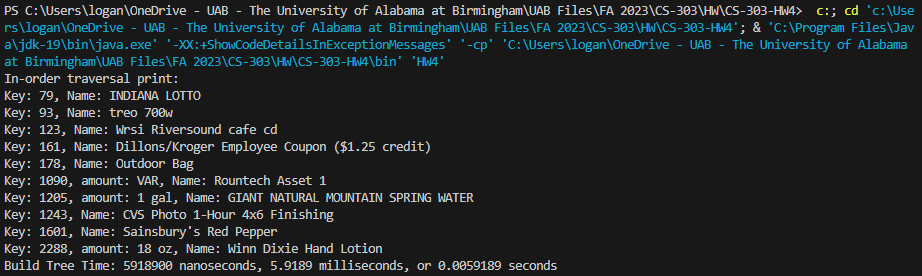 PS C:\Users\logan\OneDrive - UAB - The University of Alabama at Birmingham\UAB Files\FA 2023\CS-303\HW\CS-303-HW4>  c:; cd 'c:\Use
rs\logan\OneDrive - UAB - The University of Alabama at Birmingham\UAB Files\FA 2023\CS-303\HW\CS-303-HW4'; & 'C:\Program Files\Jav
a\jdk-19\bin\java.exe' '-XX:+ShowCodeDetailsInExceptionMessages' '-cp' 'C:\Users\logan\OneDrive - UAB - The University of Alabama
at Birmingham\UAB Files\FA 2023\CS-303\HW\CS-303-HW4\bin' 'HW4'
In-order traversal print:
Key: 79, Name: INDIANA LOTTO
Key: 93, Name: treo 700w
Key: 123, Name: Wrsi Riversound cafe cd
Key: 161, Name: Dillons/Kroger Employee Coupon ($1.25 credit)
Key: 178, Name: Outdoor Bag
Key: 1090, amount: VAR, Name: Rountech Asset 1
Key: 1205, amount: 1 gal, Name: GIANT NATURAL MOUNTAIN SPRING WATER
Key: 1243, Name: CVS Photo 1-Hour 4x6 Finishing
Key: 1601, Name: Sainsbury's Red Pepper
Key: 2288, amount: 18 oz, Name: Winn Dixie Hand Lotion
Build Tree Time: 5918900 nanoseconds, 5.9189 milliseconds, or 0.0059189 seconds